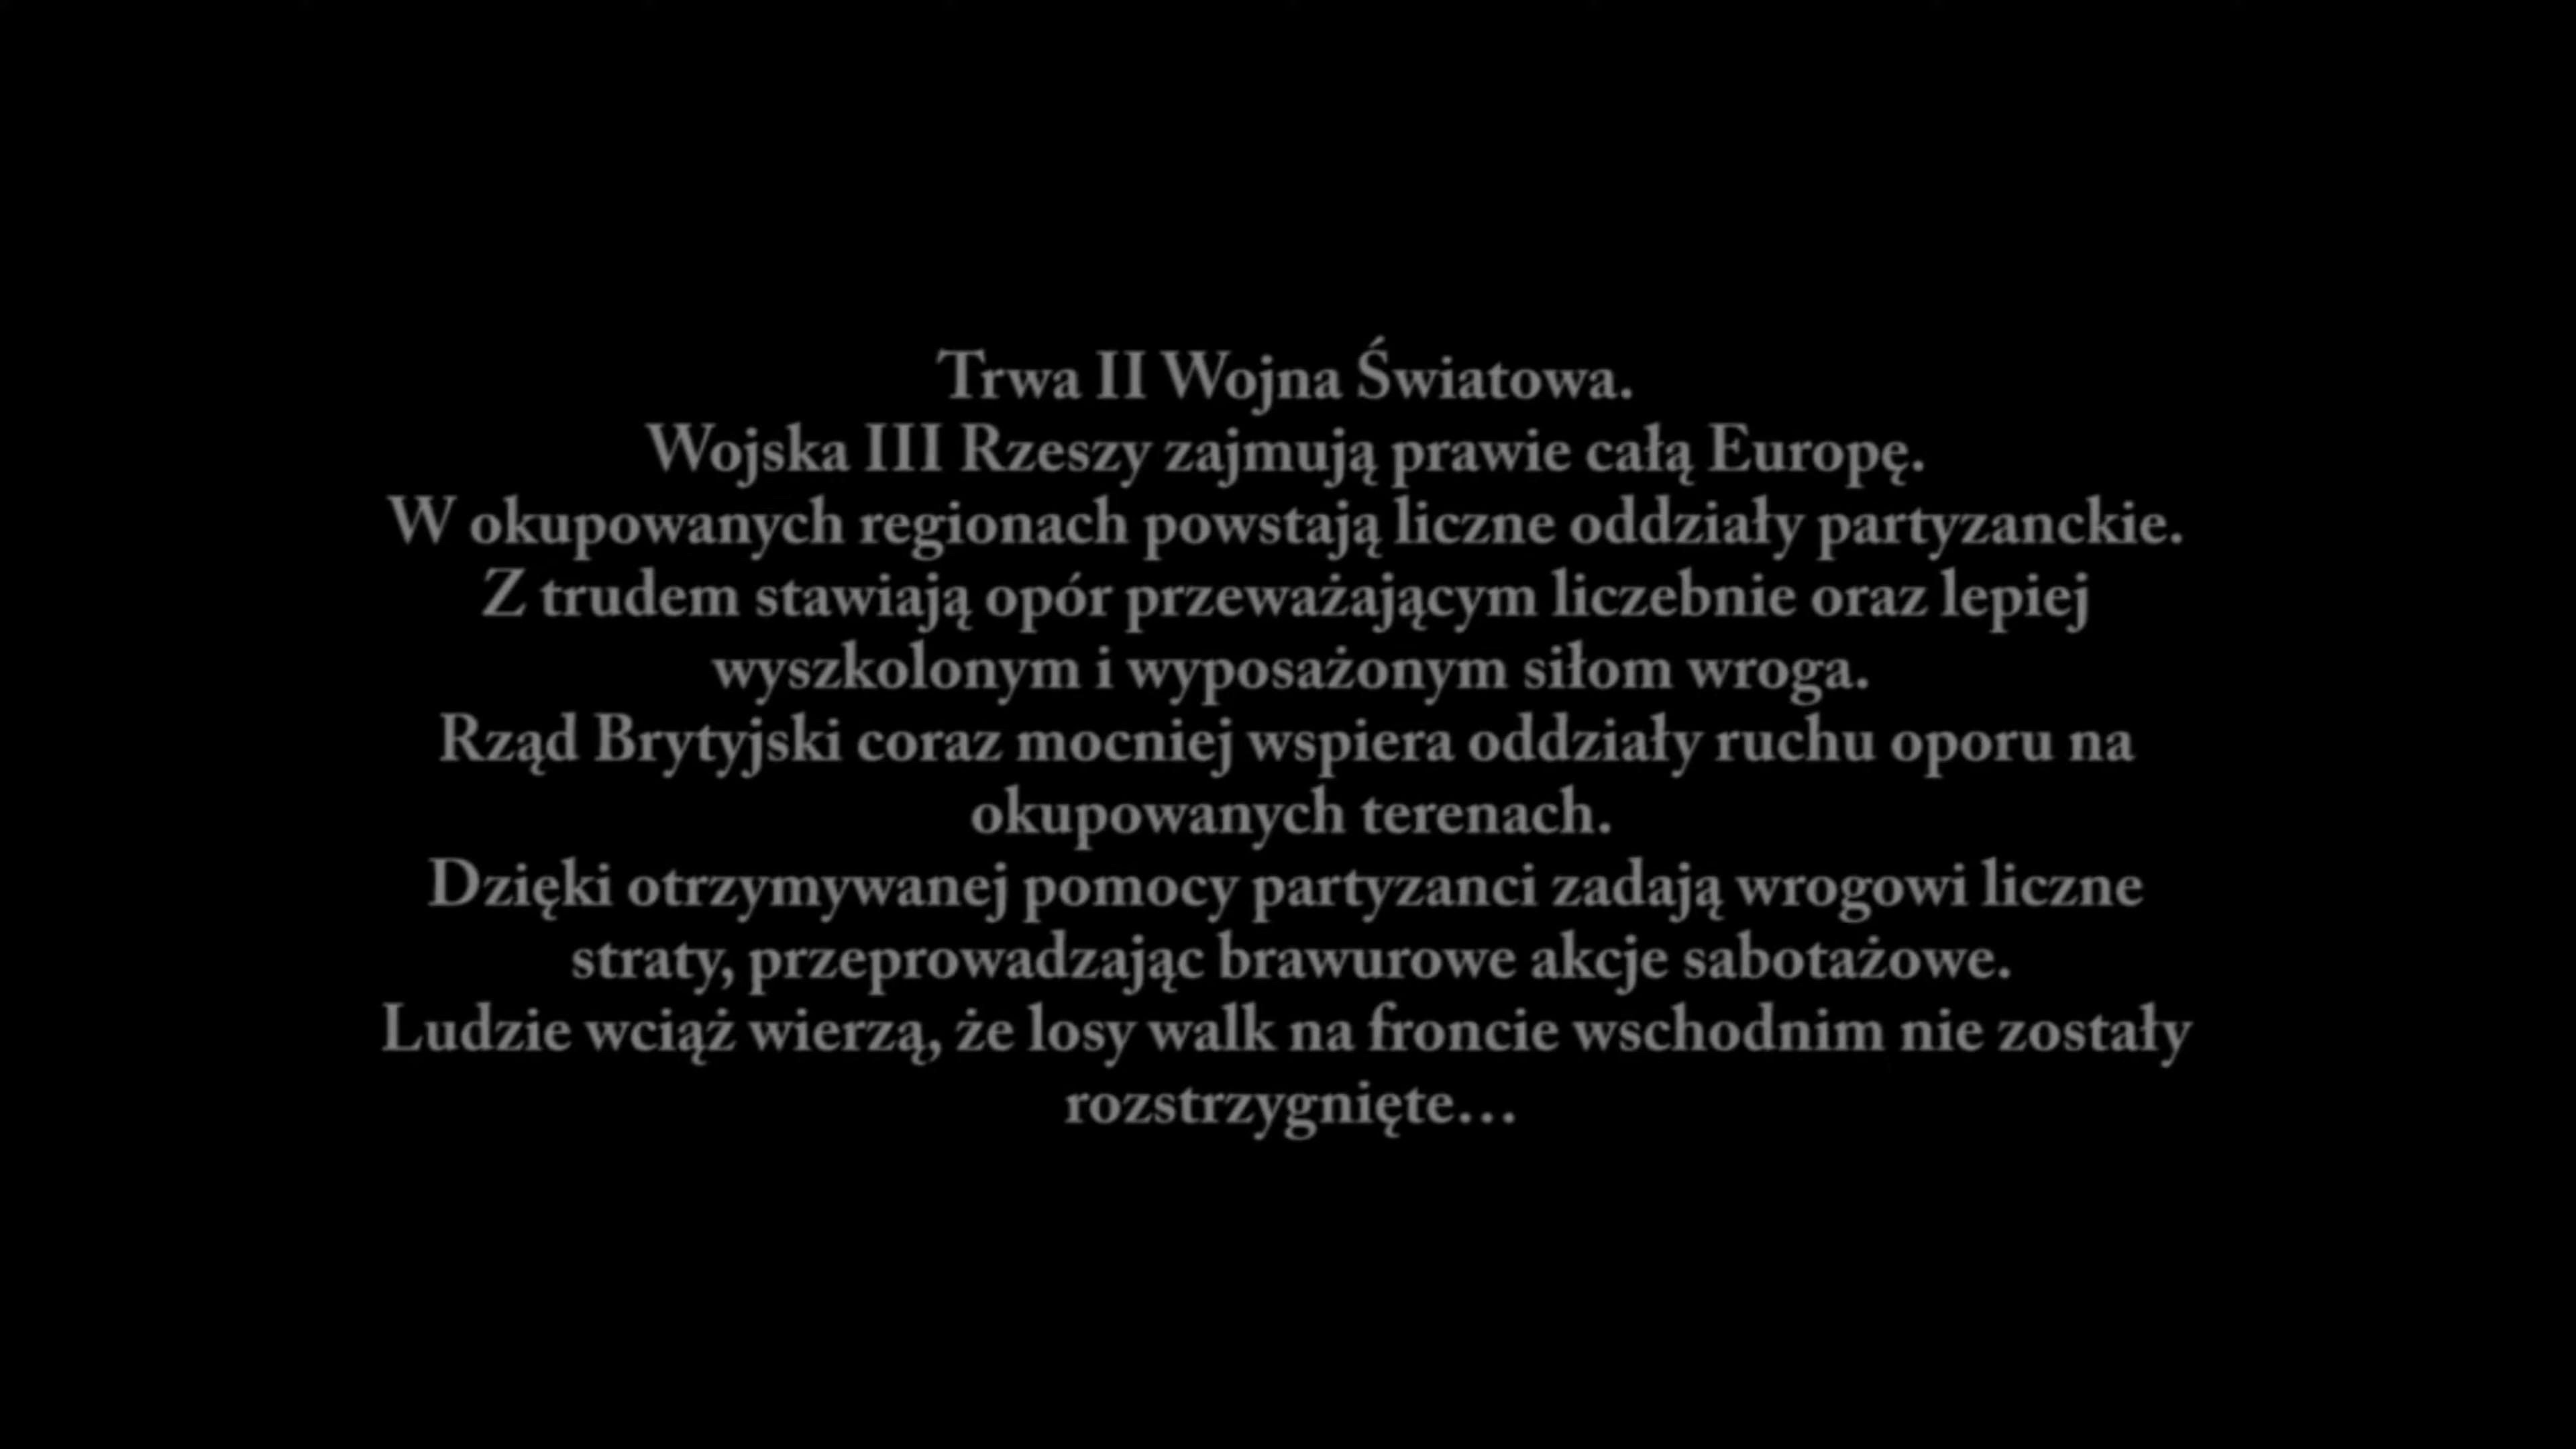 Trwa II Wojna Światowa.
Wojska III Rzeszy zajmują prawie całą Europę.
W okupowanych regionach powstają liczne oddziały partyzanckie.
Z trudem stawiają opór przeważającym liczebnie oraz lepiej
wyszkolonym i wyposażonym siłom wroga.
Rząd Brytyjski coraz mocniej wspiera oddziały ruchu oporu na
okupowanych terenach.
Dzięki otrzymywanej pomocy partyzanci zadają wrogowi liczne
straty, przeprowadzając brawurowe akcje sabotażowe.
Ludzie wciąż wierzą, że losy walk na froncie wschodnim nie zostały
rozstrzygnięte…